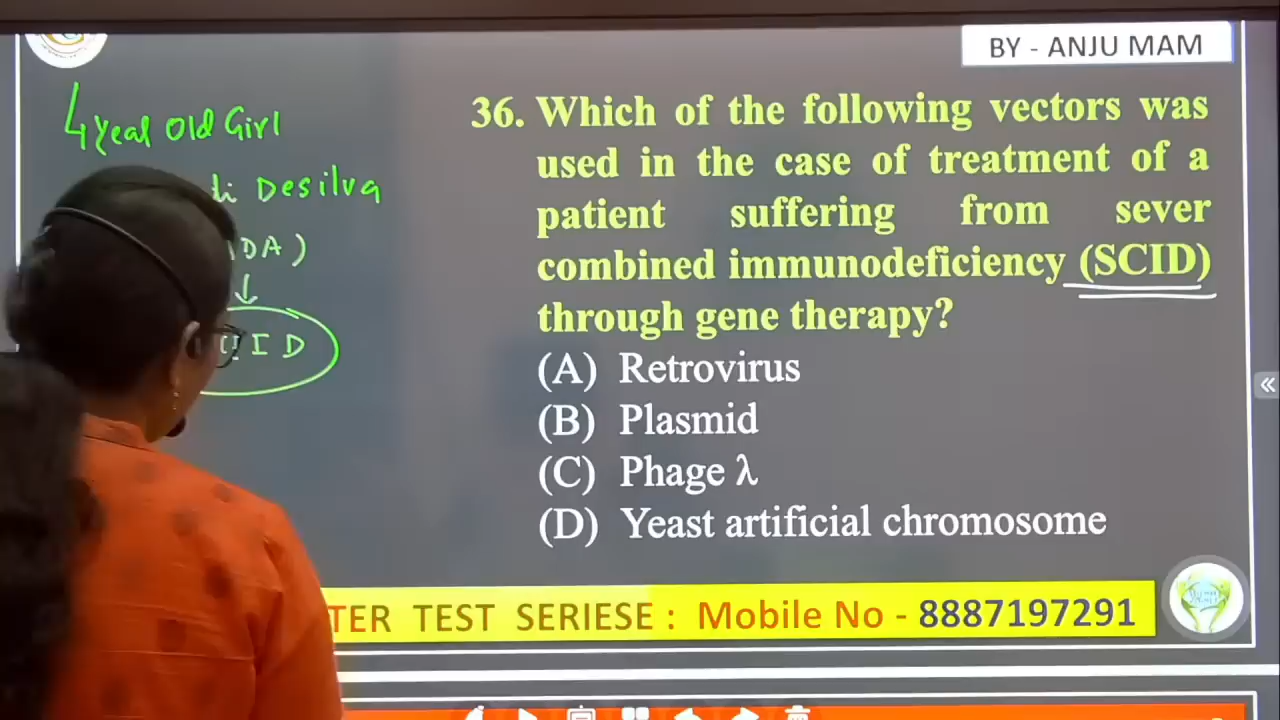 BY - ANJU MAM
4 year Old Girl
Desilva
36. Which of the following vectors was
used in the case of treatment of a
patient suffering from sever
combined immunodeficiency (SCID)
through gene therapy?
(A) Retrovirus
(B) Plasmid
(C) Phage λ
(D) Yeast artificial chromosome
TER TEST SERIESE : Mobile No - 8887197291